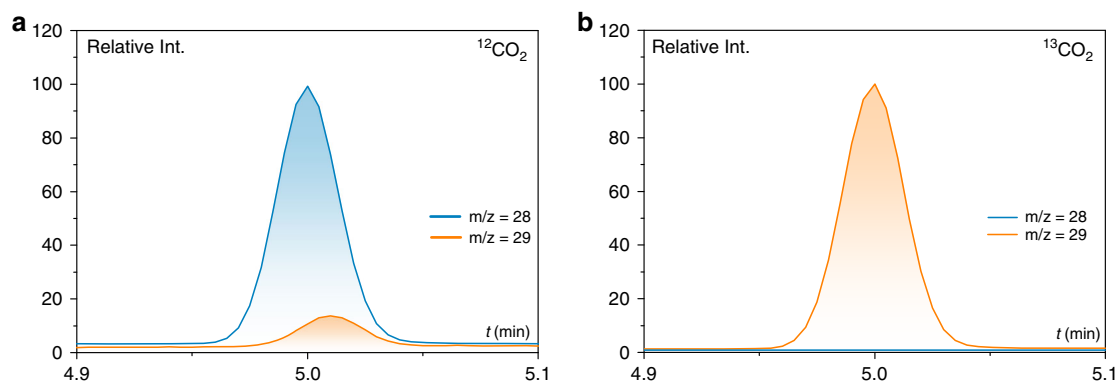 a
Relative Int.
¹²CO₂
120
100
80
60
40
20
0
m/z = 28
m/z = 29
t (min)
4.9 5.0 5.1
b
Relative Int.
¹³CO₂
120
100
80
60
40
20
0
m/z = 28
m/z = 29
t (min)
4.9 5.0 5.1